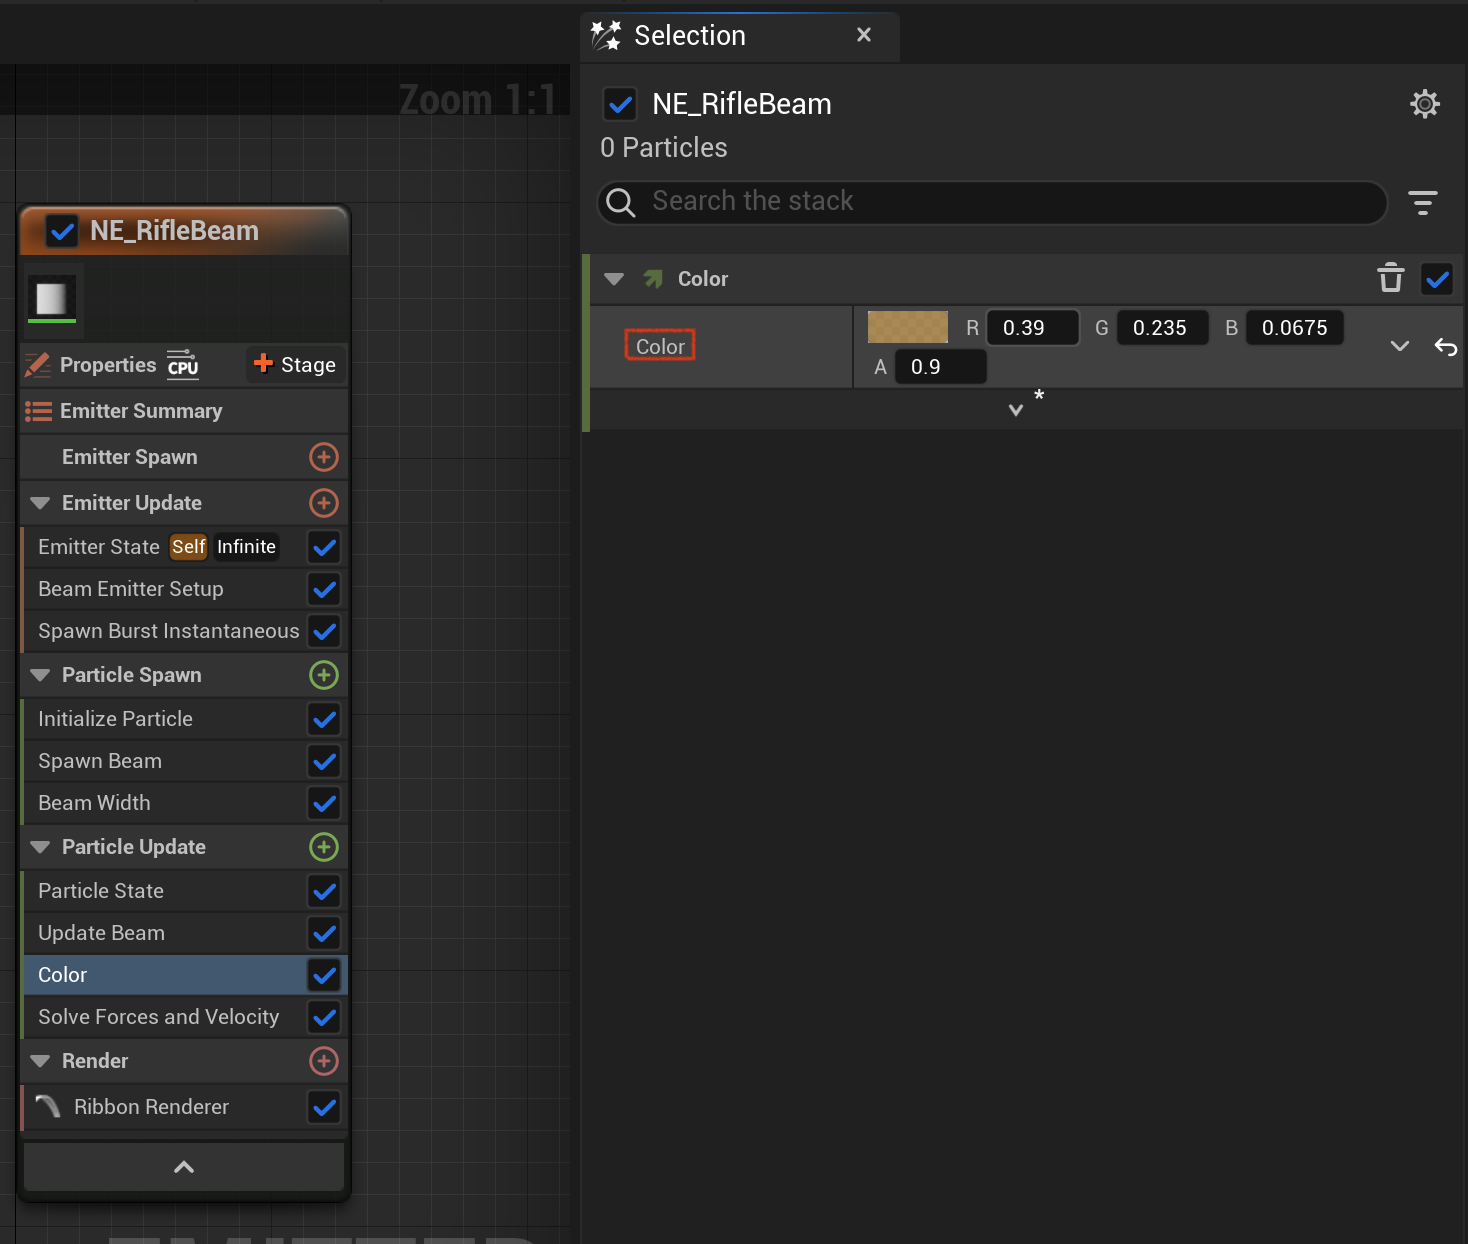 Selection
Zoom 1:1
NE_RifleBeam
0 Particles
Search the stack
Color
Color
R 0.39 G 0.235 B 0.0675
A 0.9
*
NE_RifleBeam
Properties CPU Stage
Emitter Summary
Emitter Spawn
Emitter Update
Emitter State Self Infinite
Beam Emitter Setup
Spawn Burst Instantaneous
Particle Spawn
Initialize Particle
Spawn Beam
Beam Width
Particle Update
Particle State
Update Beam
Color
Solve Forces and Velocity
Render
Ribbon Renderer
EMITTER